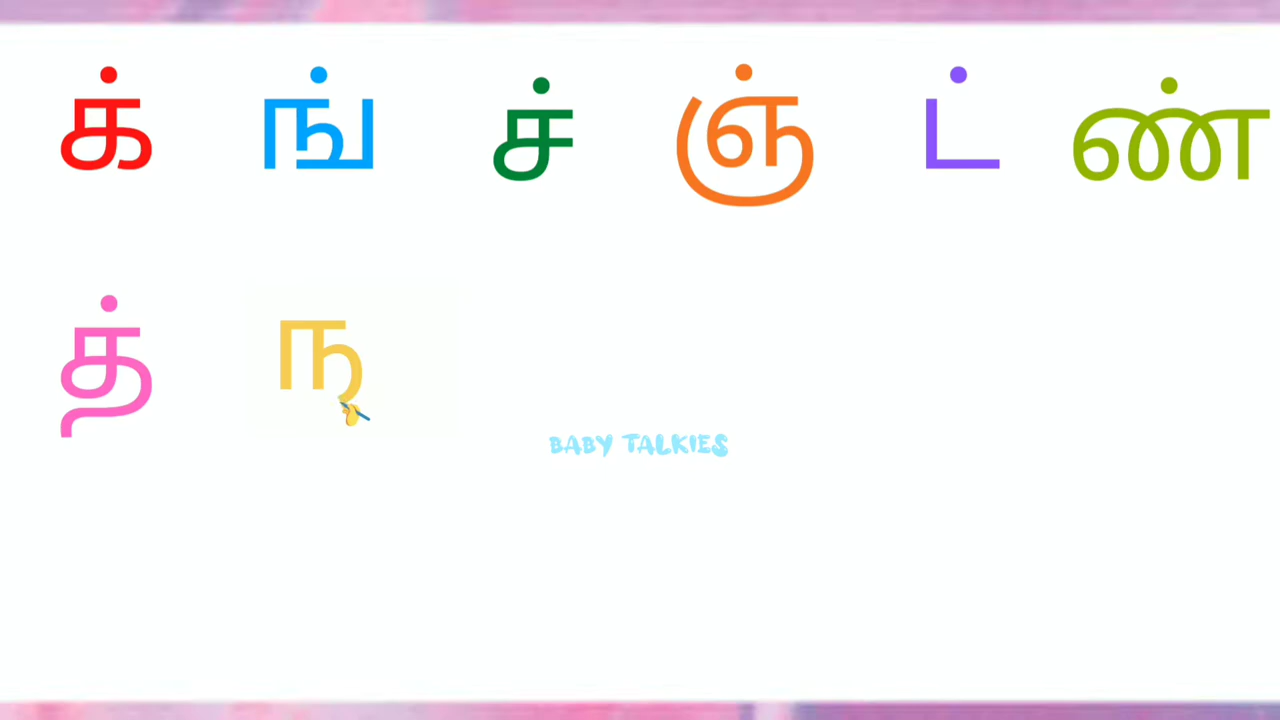 க் ங் ச் ஞ் ட் ண்
த் ந
BABY TALKIES